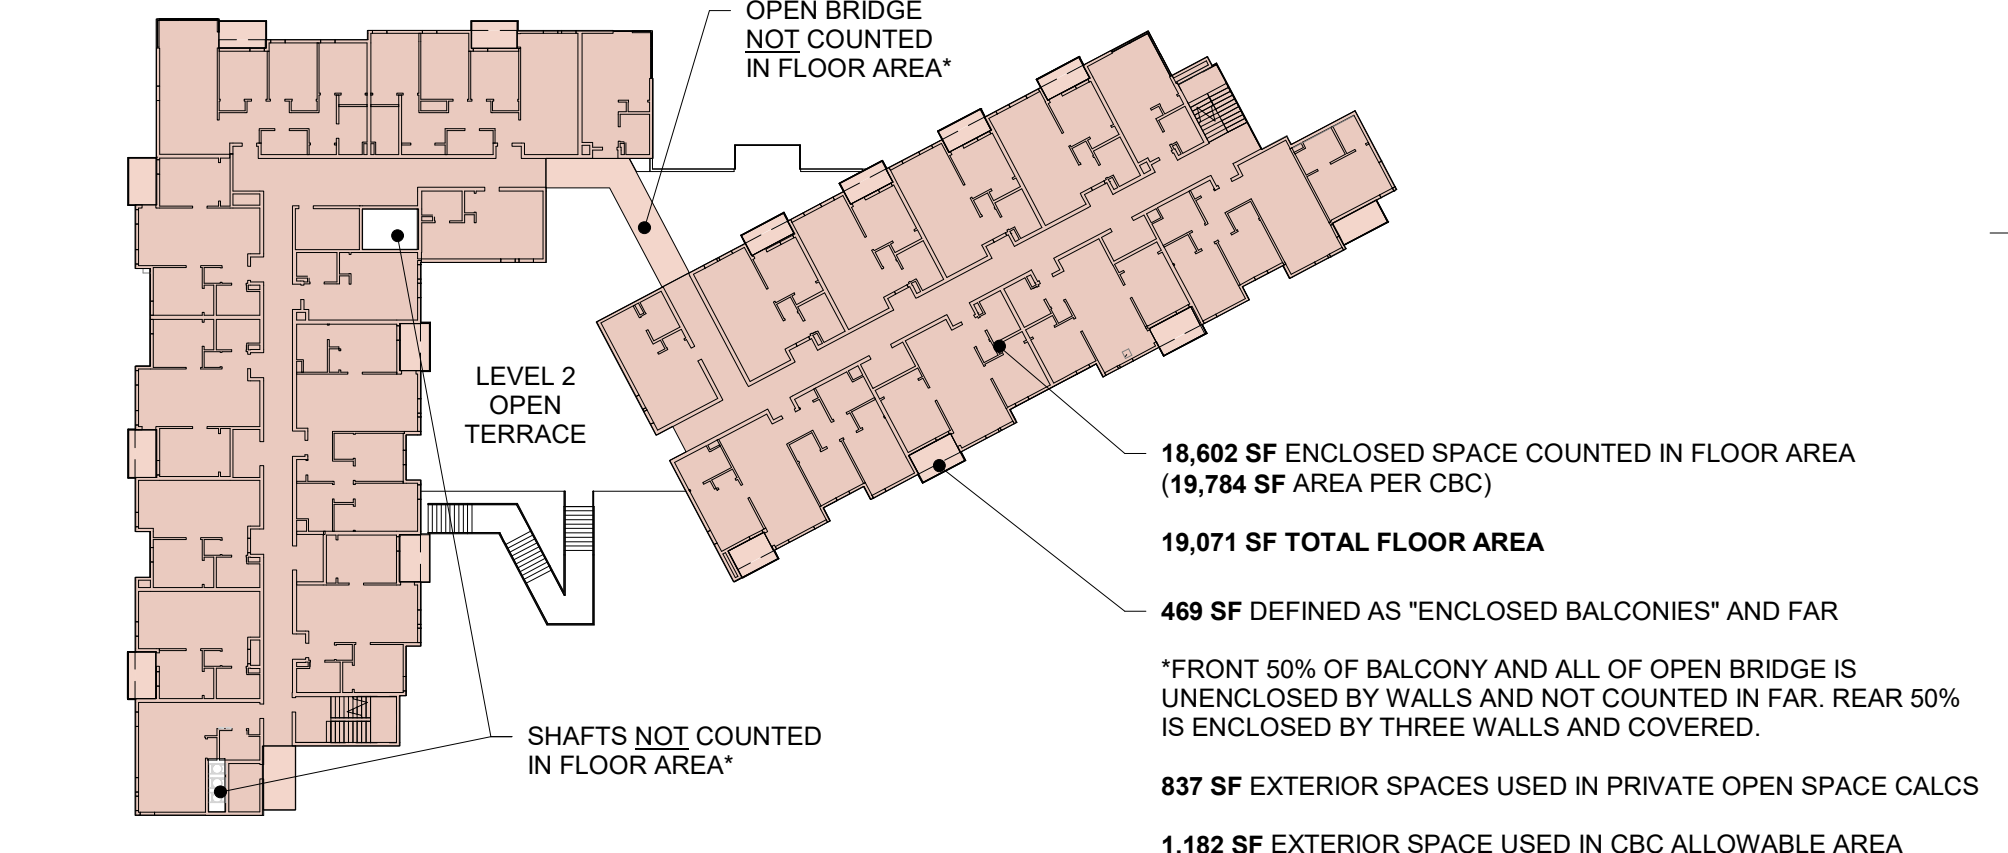 OPEN BRIDGE
NOT COUNTED
IN FLOOR AREA*
LEVEL 2
OPEN
TERRACE
18,602 SF ENCLOSED SPACE COUNTED IN FLOOR AREA
(19,784 SF AREA PER CBC)
19,071 SF TOTAL FLOOR AREA
469 SF DEFINED AS "ENCLOSED BALCONIES" AND FAR
*FRONT 50% OF BALCONY AND ALL OF OPEN BRIDGE IS
UNENCLOSED BY WALLS AND NOT COUNTED IN FAR. REAR 50%
IS ENCLOSED BY THREE WALLS AND COVERED.
SHAFTS NOT COUNTED
IN FLOOR AREA*
837 SF EXTERIOR SPACES USED IN PRIVATE OPEN SPACE CALCS
1,182 SF EXTERIOR SPACE USED IN CBC ALLOWABLE AREA